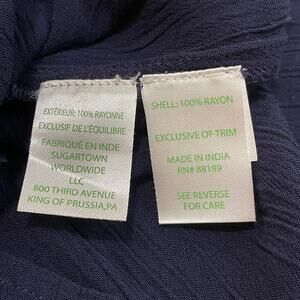 EXTÉRIEUR: 100% RAYONNE
EXCLUSIF DE L'ÉQUILIBRE
FABRIQUÉ EN INDE
SUGARTOWN
WORLDWIDE
LLC
800 THIRD AVENUE
KING OF PRUSSIA,PA
SHELL: 100% RAYON
EXCLUSIVE OF TRIM
MADE IN INDIA
RN# 88189
SEE REVERSE
FOR CARE